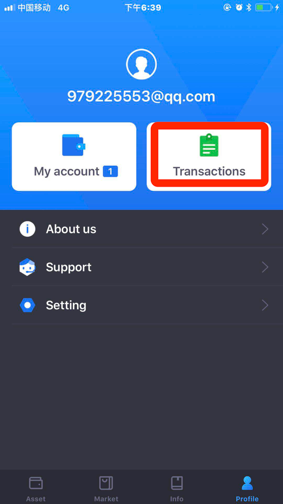 中国移动 4G 下午6:39
979225553@qq.com
My account 1
Transactions
About us
Support
Setting
Asset Market Info Profile